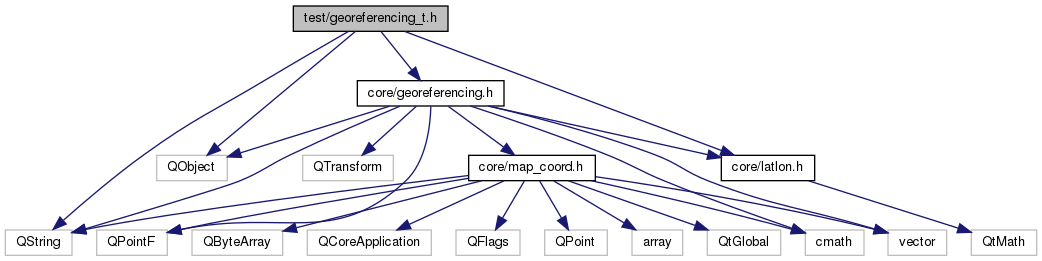 test/georeferencing_t.h
core/georeferencing.h
QObject
QTransform
core/map_coord.h
core/latlon.h
QString
QPointF
QByteArray
QCoreApplication
QFlags
QPoint
array
QtGlobal
cmath
vector
QtMath